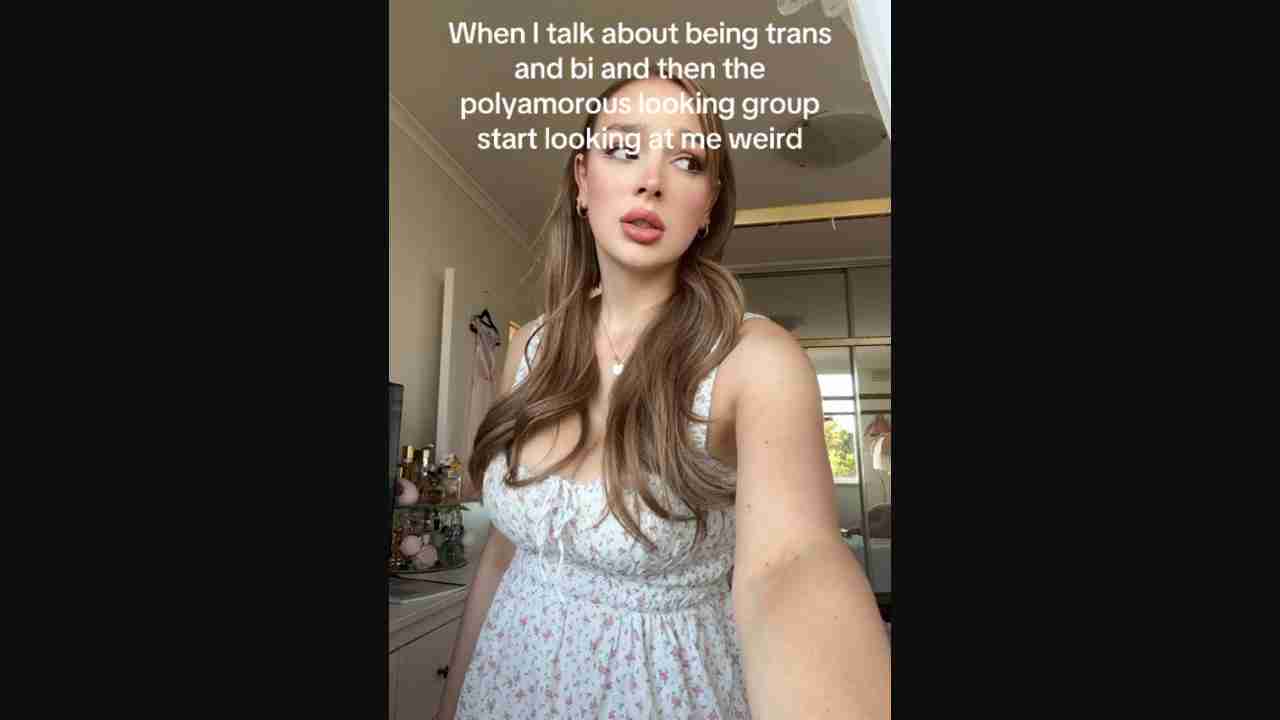 When I talk about being trans
and bi and then the
polyamorous looking group
start looking at me weird